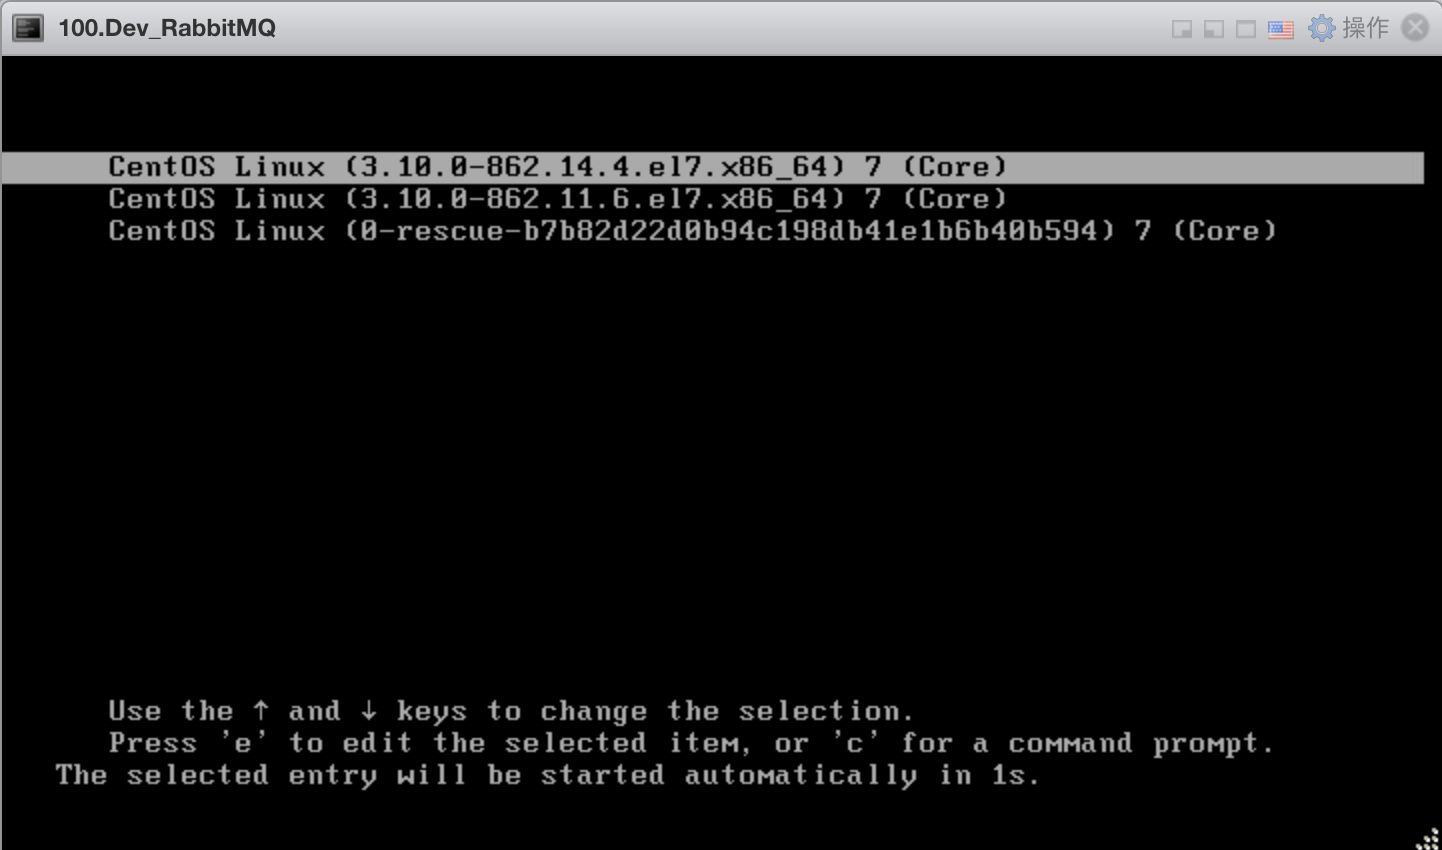 100.Dev_RabbitMQ
操作
CentOS Linux (3.10.0-862.14.4.el7.x86_64) 7 (Core)
CentOS Linux (3.10.0-862.11.6.el7.x86_64) 7 (Core)
CentOS Linux (0-rescue-b7b82d22d0b94c198db41e1b6b40b594) 7 (Core)
Use the ↑ and ↓ keys to change the selection.
Press 'e' to edit the selected item, or 'c' for a command prompt.
The selected entry will be started automatically in 1s.